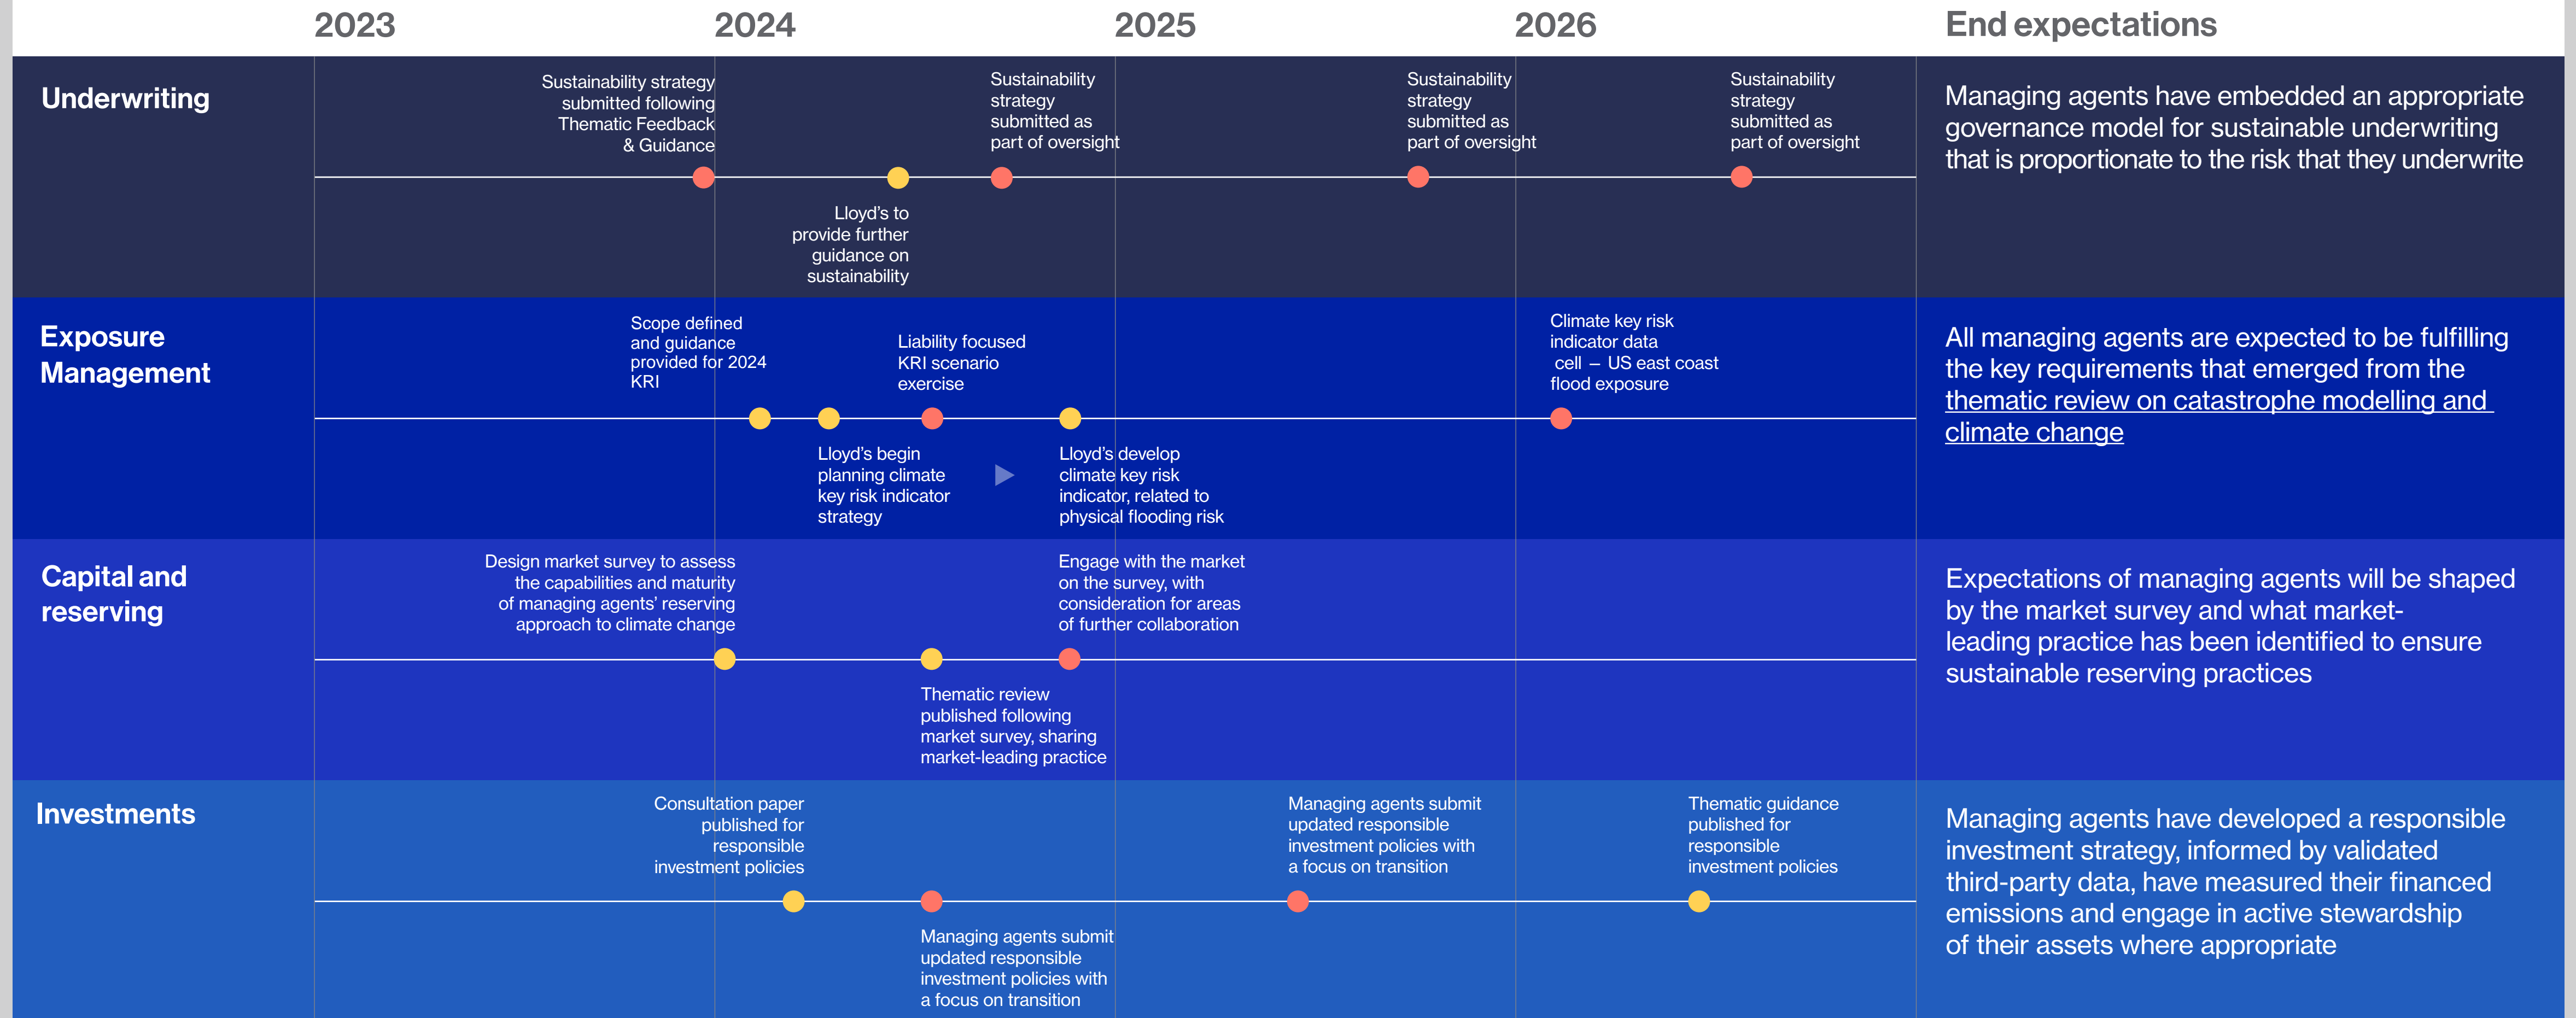 2023
2024
2025
2026
End expectations
Underwriting
Sustainability strategy
submitted following
Thematic Feedback
& Guidance
Lloyd's to
provide further
guidance on
sustainability
Sustainability
strategy
submitted as
part of oversight
Sustainability
strategy
submitted as
part of oversight
Sustainability
strategy
submitted as
part of oversight
Managing agents have embedded an appropriate
governance model for sustainable underwriting
that is proportionate to the risk that they underwrite
Exposure
Management
Scope defined
and guidance
provided for 2024
KRI
Lloyd's begin
planning climate
key risk indicator
strategy
Liability focused
KRI scenario
exercise
Lloyd's develop
climate key risk
indicator, related to
physical flooding risk
Climate key risk
indicator data
cell – US east coast
flood exposure
All managing agents are expected to be fulfilling
the key requirements that emerged from the
thematic review on catastrophe modelling and
climate change
Capital and
reserving
Design market survey to assess
the capabilities and maturity
of managing agents' reserving
approach to climate change
Thematic review
published following
market survey, sharing
market-leading practice
Engage with the market
on the survey, with
consideration for areas
of further collaboration
Expectations of managing agents will be shaped
by the market survey and what market-
leading practice has been identified to ensure
sustainable reserving practices
Investments
Consultation paper
published for
responsible
investment policies
Managing agents submit
updated responsible
investment policies with
a focus on transition
Managing agents submit
updated responsible
investment policies with
a focus on transition
Thematic guidance
published for
responsible
investment policies
Managing agents have developed a responsible
investment strategy, informed by validated
third-party data, have measured their financed
emissions and engage in active stewardship
of their assets where appropriate